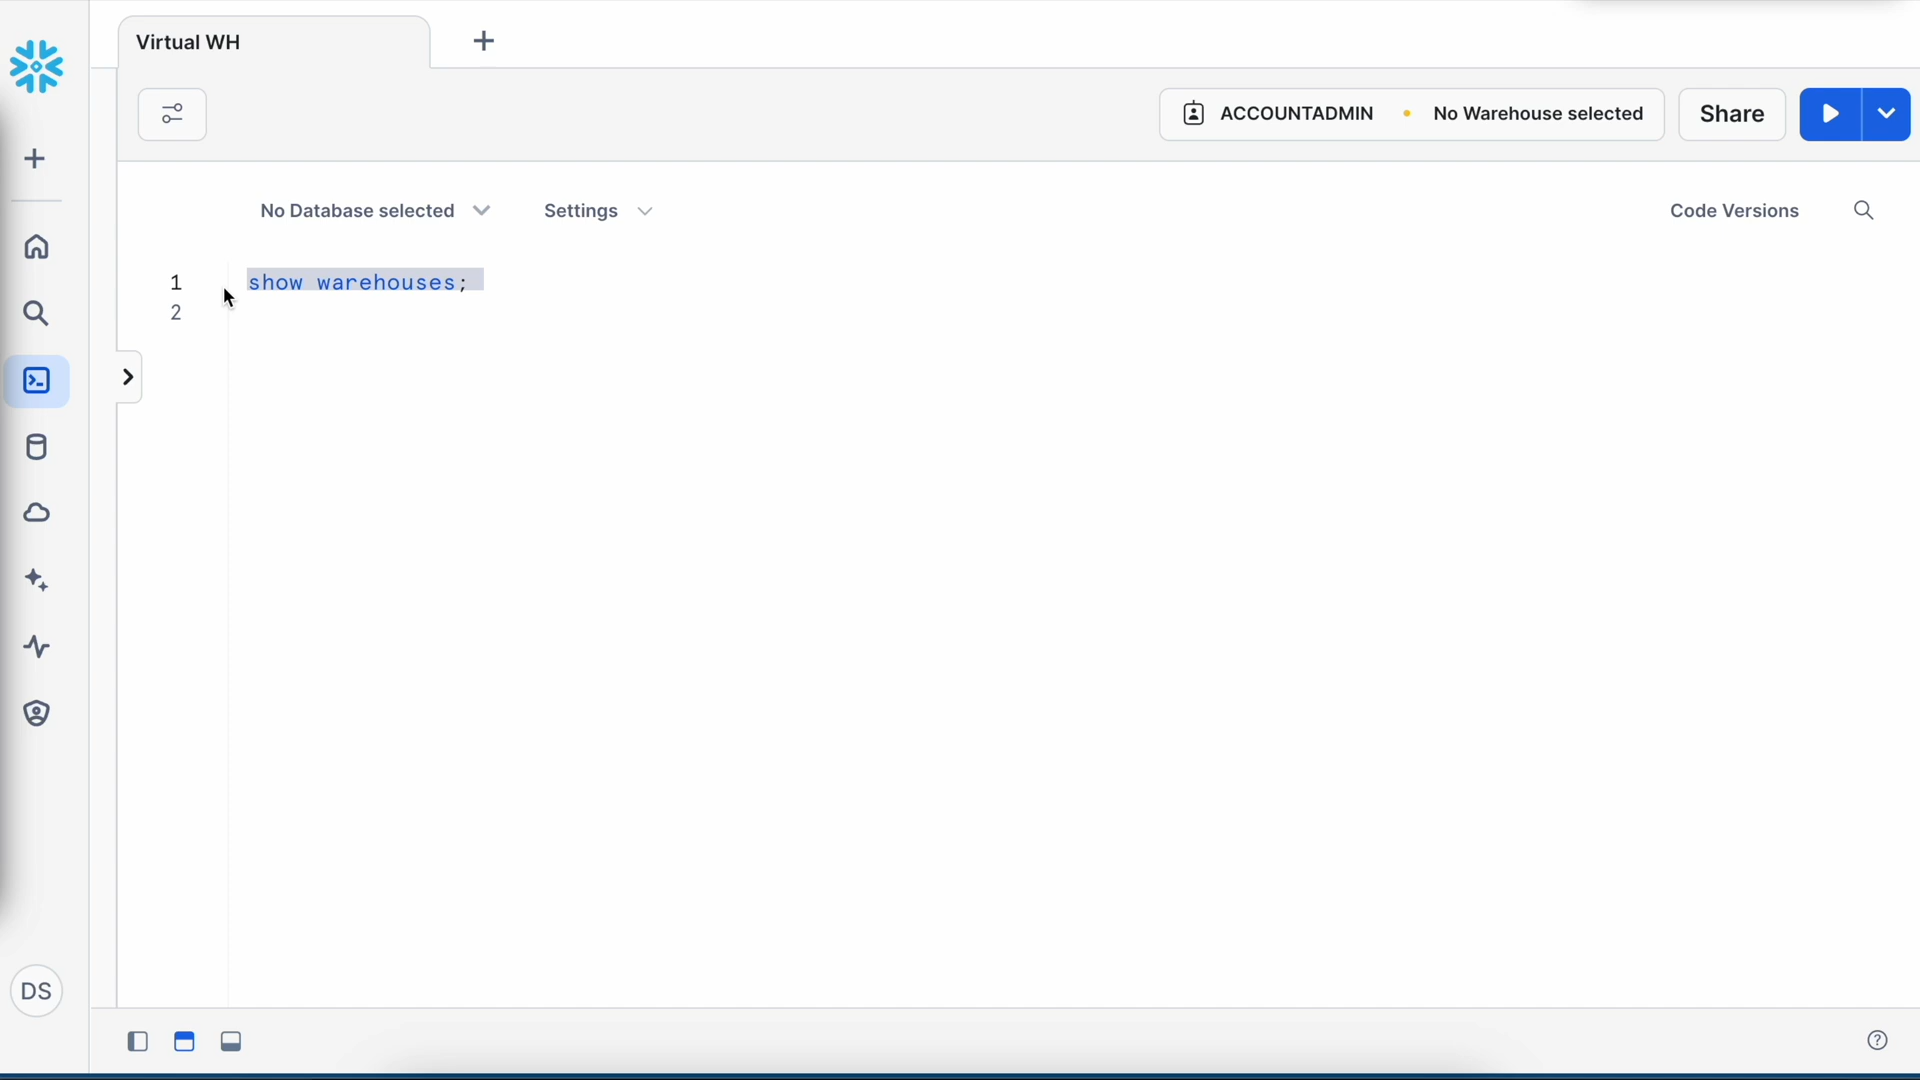 Virtual WH
ACCOUNTADMIN No Warehouse selected Share
No Database selected Settings Code Versions
1 show warehouses;
2
DS